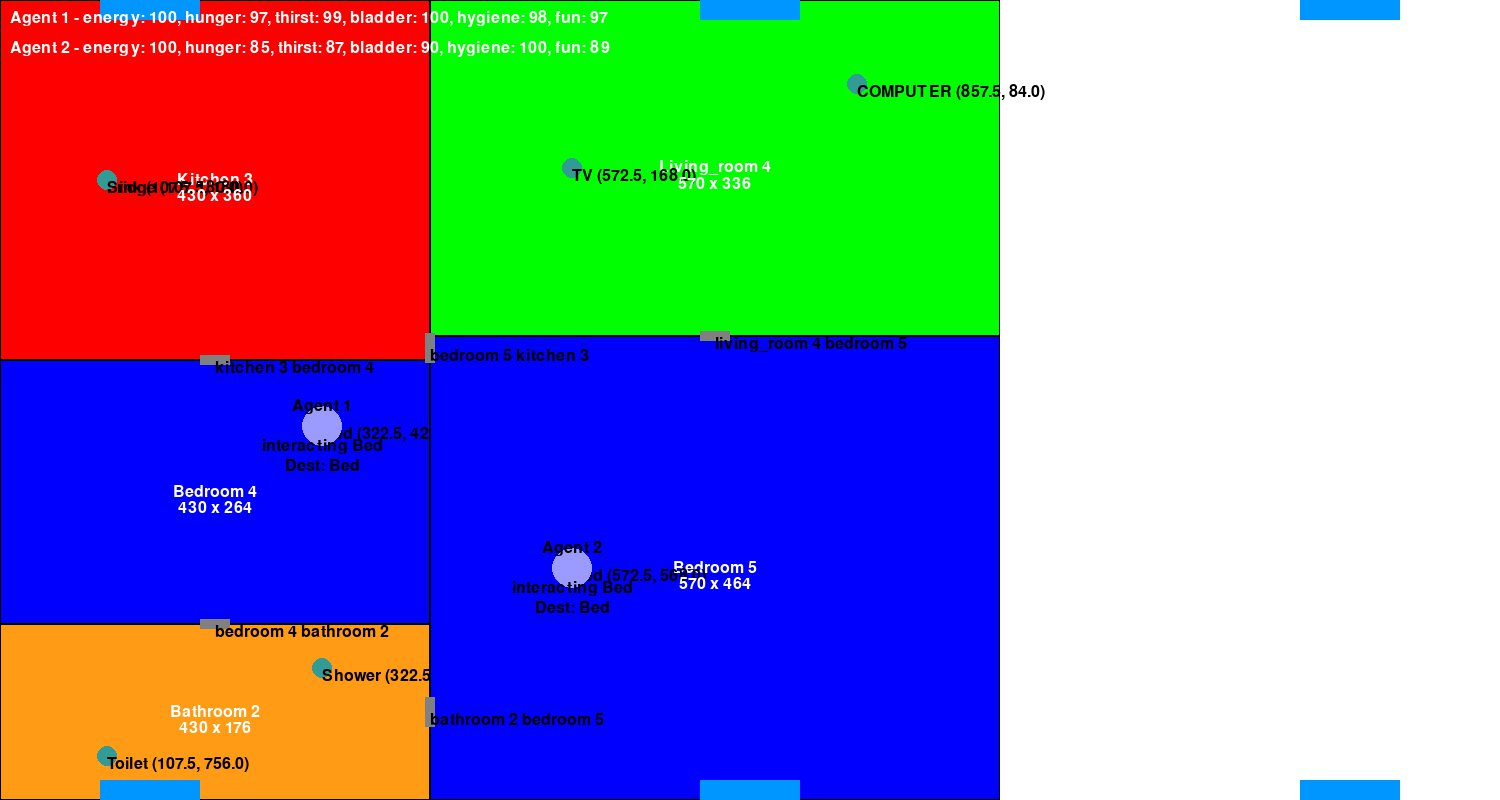 Agent 1 - energy: 100, hunger: 97, thirst: 99, bladder: 100, hygiene: 98, fun: 97
Agent 2 - energy: 100, hunger: 85, thirst: 87, bladder: 90, hygiene: 100, fun: 89
COMPUTER (857.5, 84.0)
Living_room 4
TV (572.5, 168.0)
570 x 336
Kitchen 3
430 x 360
living_room 4 bedroom 5
bedroom 5 kitchen 3
kitchen 3 bedroom 4
Agent 1
d (322.5, 42
interacting Bed
Dest: Bed
Bedroom 4
430 x 264
Agent 2
Bedroom 5
570 x 464
interacting Bed
Dest: Bed
bedroom 4 bathroom 2
Shower (322.5
Bathroom 2
430 x 176
bathroom 2 bedroom 5
Toilet (107.5, 756.0)